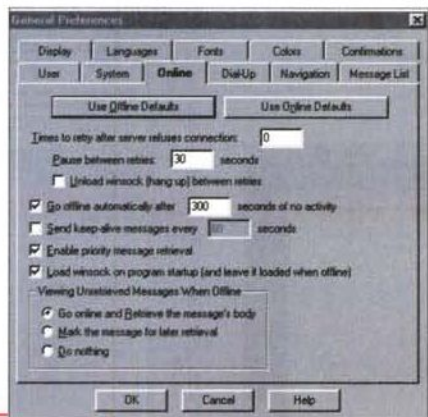 General Preferences
Display Languages Fonts Colors Confirmations
User System Online Dial-Up Navigation Message List
Use Offline Defaults Use Online Defaults
Times to retry after server refuses connection: 0
Pause between retries: 30 seconds
Unload winsock (hang up) between retries
Go offline automatically after 300 seconds of no activity
Send keep-alive messages every 60 seconds
Enable priority message retrieval
Load winsock on program startup (and leave it loaded when offline)
Viewing Unretrieved Messages When Offline
Go online and Retrieve the message's body
Mark the message for later retrieval
Do nothing
OK Cancel Help